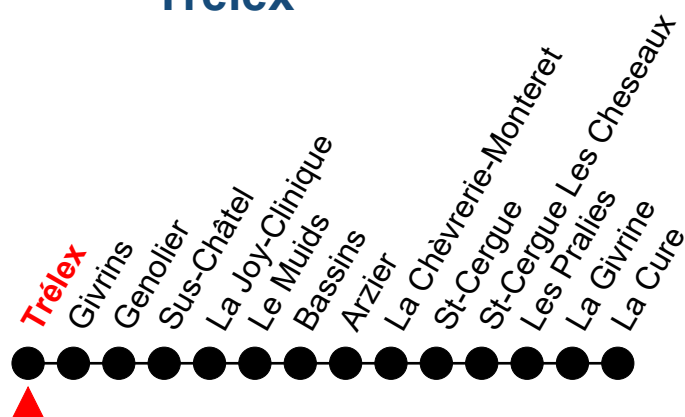 Trélex
Trélex
Givrins
Genolier
Sus-Châtel
La Joy-Clinique
Le Muids
Bassins
Arzier
La Chèvrerie-Monteret
St-Cergue
St-Cergue Les Cheseaux
Les Pralies
La Givrine
La Cure